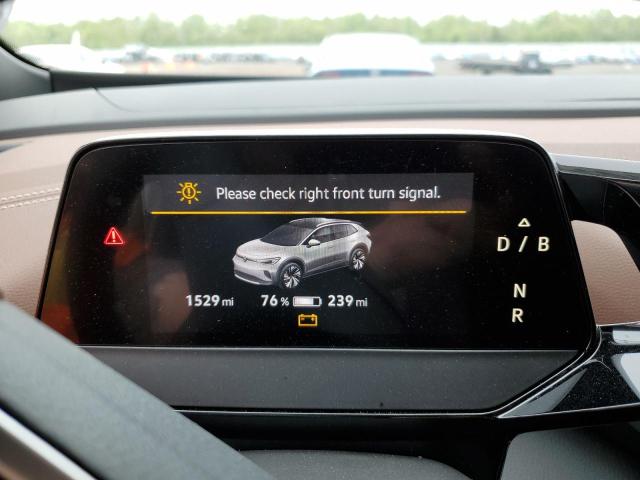 Please check right front turn signal.
D / B
1529 mi 76 % 239 mi
N
R